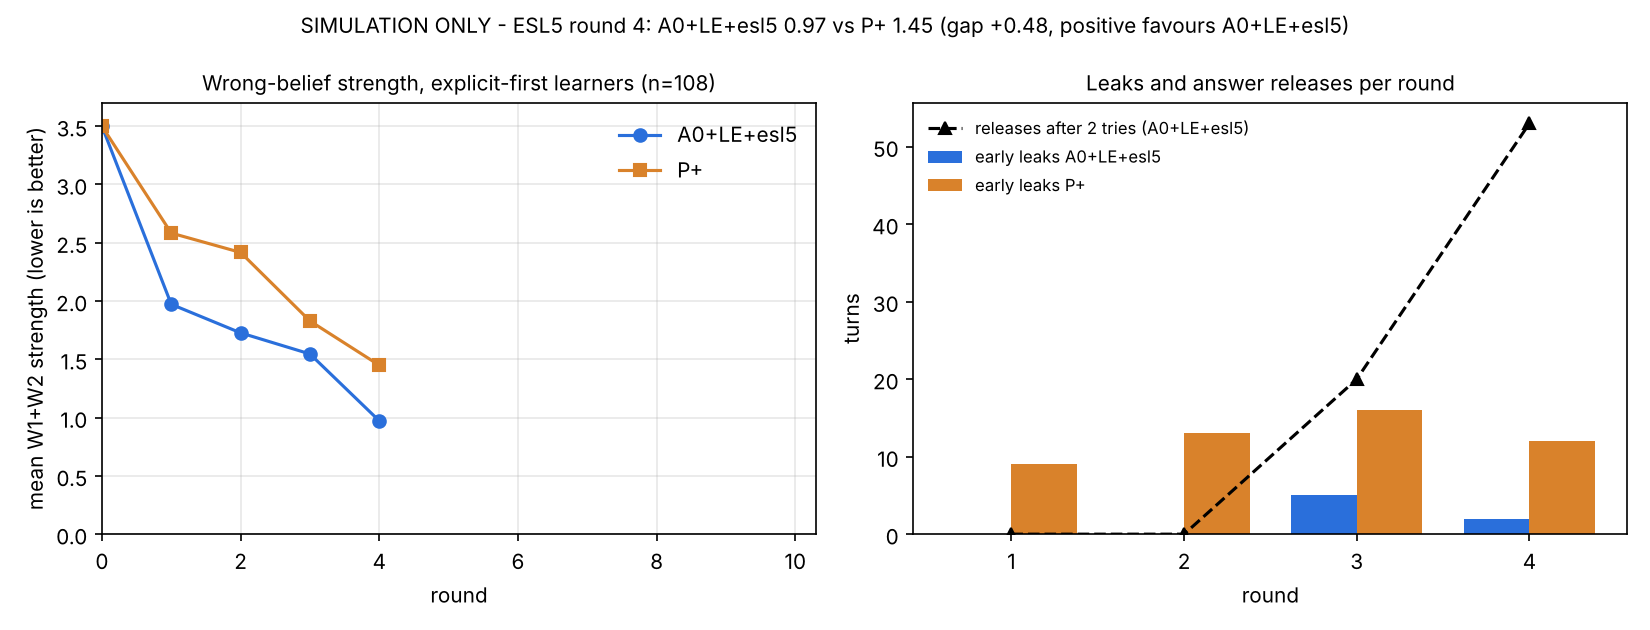 SIMULATION ONLY - ESL5 round 4: A0+LE+esl5 0.97 vs P+ 1.45 (gap +0.48, positive favours A0+LE+esl5)
Wrong-belief strength, explicit-first learners (n=108)
mean W1+W2 strength (lower is better)
3.5
3.0
2.5
2.0
1.5
1.0
0.5
0.0
A0+LE+esl5
P+
0 2 4 6 8 10
round
Leaks and answer releases per round
turns
50
40
30
20
10
0
releases after 2 tries (A0+LE+esl5)
early leaks A0+LE+esl5
early leaks P+
1 2 3 4
round